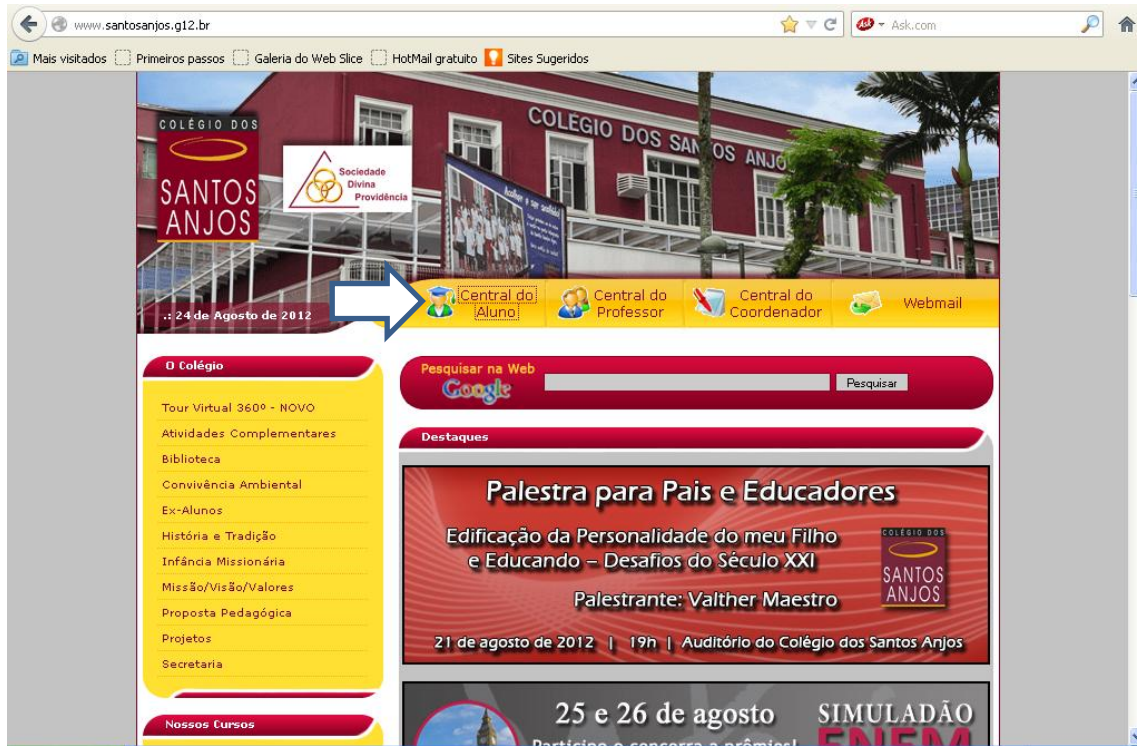 www.santosanjos.g12.br
Ask.com
Mais visitados
Primeiros passos
Galeria do Web Slice
HotMail gratuito
Sites Sugeridos
COLÉGIO DOS
SANTOS
ANJOS
Sociedade
Divina
Providência
COLÉGIO DOS SANTOS ANJOS
.: 24 de Agosto de 2012
Central do
Aluno
Central do
Professor
Central do
Coordenador
Webmail
O Colégio
Tour Virtual 360º - NOVO
Atividades Complementares
Biblioteca
Convivência Ambiental
Ex-Alunos
História e Tradição
Infância Missionária
Missão/Visão/Valores
Proposta Pedagógica
Projetos
Secretaria
Nossos Cursos
Pesquisar na Web
Google
Pesquisar
Destaques
Palestra para Pais e Educadores
Edificação da Personalidade do meu Filho
e Educando – Desafios do Século XXI
Palestrante: Valther Maestro
COLÉGIO DOS
SANTOS
ANJOS
21 de agosto de 2012 | 19h | Auditório do Colégio dos Santos Anjos
25 e 26 de agosto
SIMULADÃO
Participe e concorra a prêmios!
ENEM